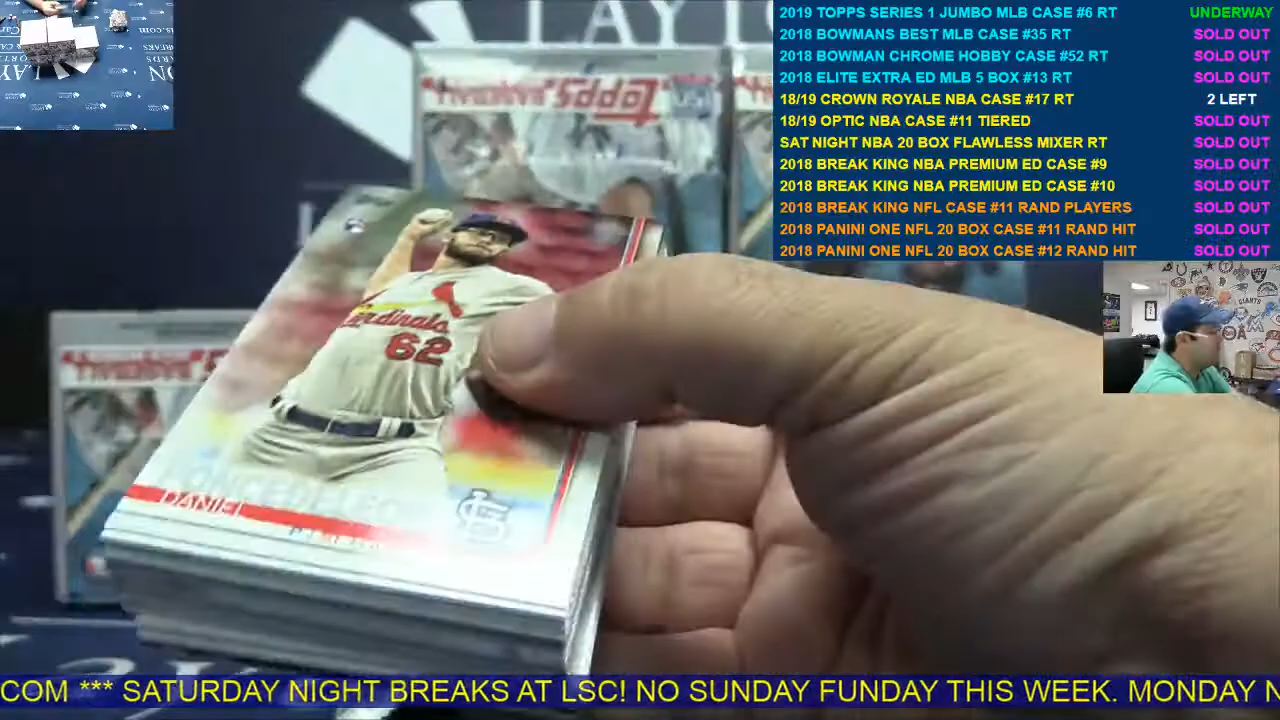 2019 TOPPS SERIES 1 JUMBO MLB CASE #6 RT UNDERWAY
2018 BOWMANS BEST MLB CASE #35 RT SOLD OUT
2018 BOWMAN CHROME HOBBY CASE #52 RT SOLD OUT
2018 ELITE EXTRA ED MLB 5 BOX #13 RT SOLD OUT
18/19 CROWN ROYALE NBA CASE #17 RT 2 LEFT
18/19 OPTIC NBA CASE #11 TIERED SOLD OUT
SAT NIGHT NBA 20 BOX FLAWLESS MIXER RT SOLD OUT
2018 BREAK KING NBA PREMIUM ED CASE #9 SOLD OUT
2018 BREAK KING NBA PREMIUM ED CASE #10 SOLD OUT
2018 BREAK KING NFL CASE #11 RAND PLAYERS SOLD OUT
2018 PANINI ONE NFL 20 BOX CASE #11 RAND HIT SOLD OUT
2018 PANINI ONE NFL 20 BOX CASE #12 RAND HIT SOLD OUT
LAYTON
Topps
Cardinals
62
DANIEL
COM *** SATURDAY NIGHT BREAKS AT LSC! NO SUNDAY FUNDAY THIS WEEK. MONDAY N